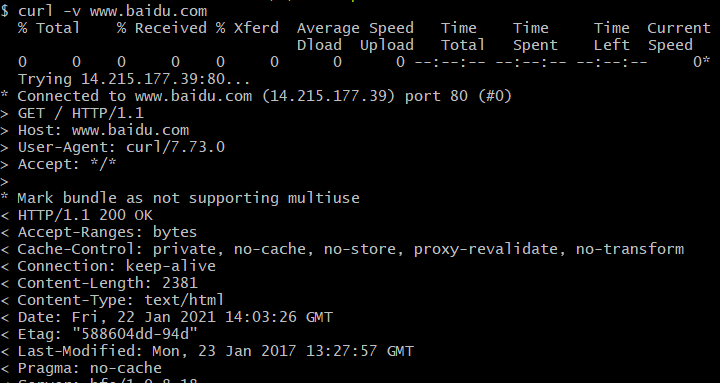 $ curl -v www.baidu.com
% Total % Received % Xferd Average Speed Time Time Time Current
Dload Upload Total Spent Left Speed
0 0 0 0 0 0 0 0 --:--:-- --:--:-- --:--:-- 0*
Trying 14.215.177.39:80...
* Connected to www.baidu.com (14.215.177.39) port 80 (#0)
> GET / HTTP/1.1
> Host: www.baidu.com
> User-Agent: curl/7.73.0
> Accept: */*
>
* Mark bundle as not supporting multiuse
< HTTP/1.1 200 OK
< Accept-Ranges: bytes
< Cache-Control: private, no-cache, no-store, proxy-revalidate, no-transform
< Connection: keep-alive
< Content-Length: 2381
< Content-Type: text/html
< Date: Fri, 22 Jan 2021 14:03:26 GMT
< Etag: "588604dd-94d"
< Last-Modified: Mon, 23 Jan 2017 13:27:57 GMT
< Pragma: no-cache
< Server: bfe/1.0.8.18